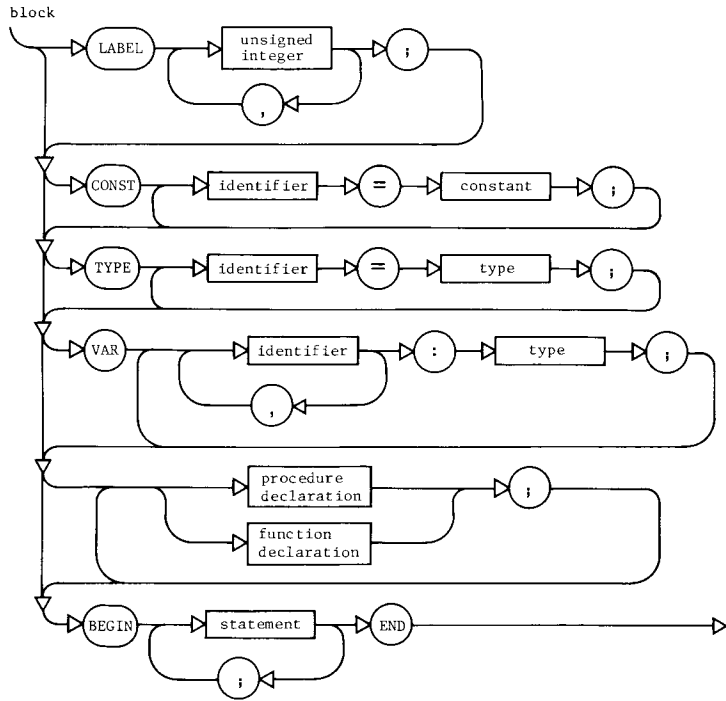 block
LABEL unsigned integer ;
,
CONST identifier = constant ;
TYPE identifier = type ;
VAR identifier : type ;
,
procedure declaration ;
function declaration
BEGIN statement END
;